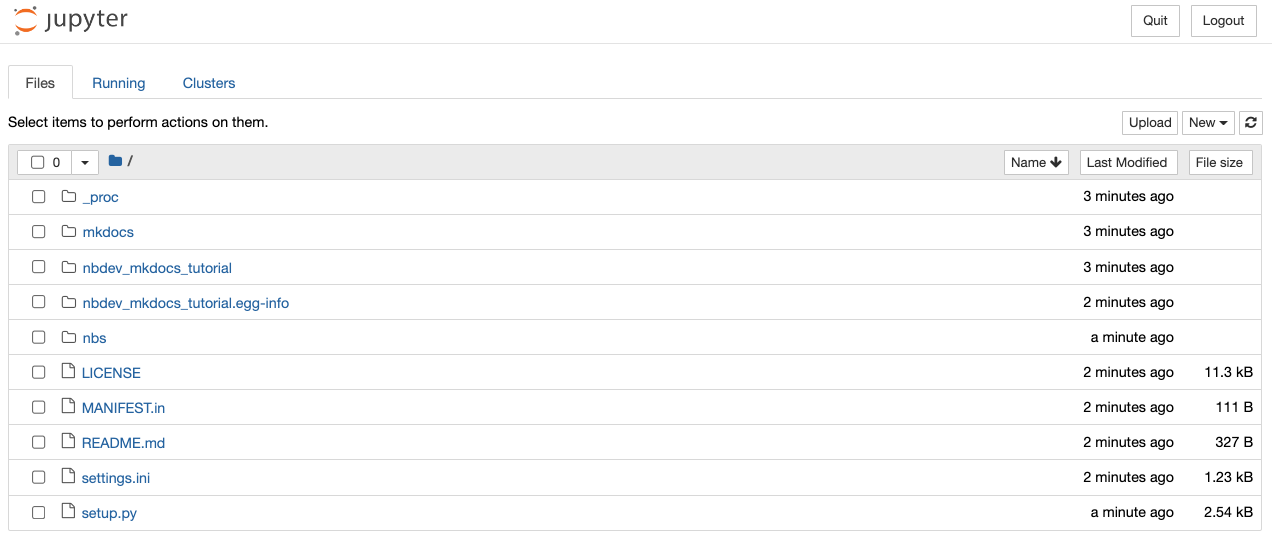 jupyter Quit Logout
Files Running Clusters
Select items to perform actions on them. Upload New
0 / Name Last Modified File size
_proc 3 minutes ago
mkdocs 3 minutes ago
nbdev_mkdocs_tutorial 3 minutes ago
nbdev_mkdocs_tutorial.egg-info 2 minutes ago
nbs a minute ago
LICENSE 2 minutes ago 11.3 kB
MANIFEST.in 2 minutes ago 111 B
README.md 2 minutes ago 327 B
settings.ini 2 minutes ago 1.23 kB
setup.py a minute ago 2.54 kB